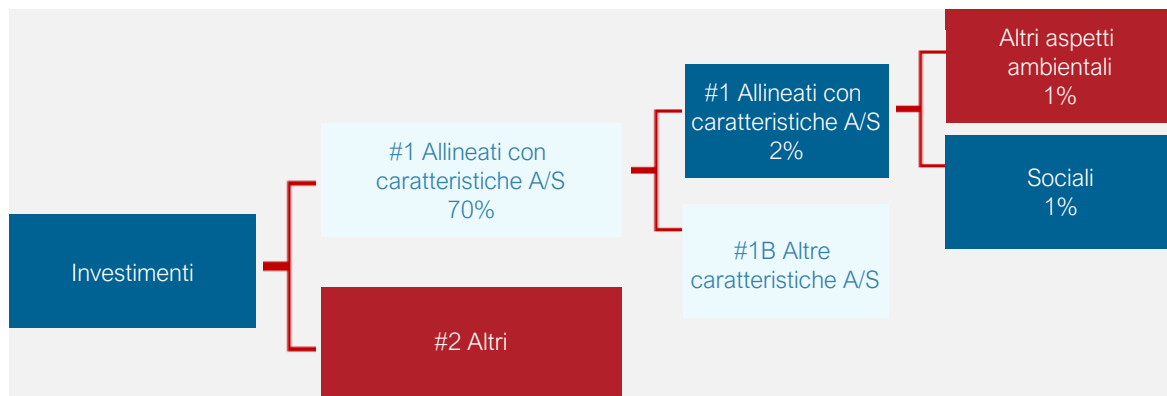 Investimenti
#1 Allineati con
caratteristiche A/S
70%
#2 Altri
#1 Allineati con
caratteristiche A/S
2%
#1B Altre
caratteristiche A/S
Altri aspetti
ambientali
1%
Sociali
1%